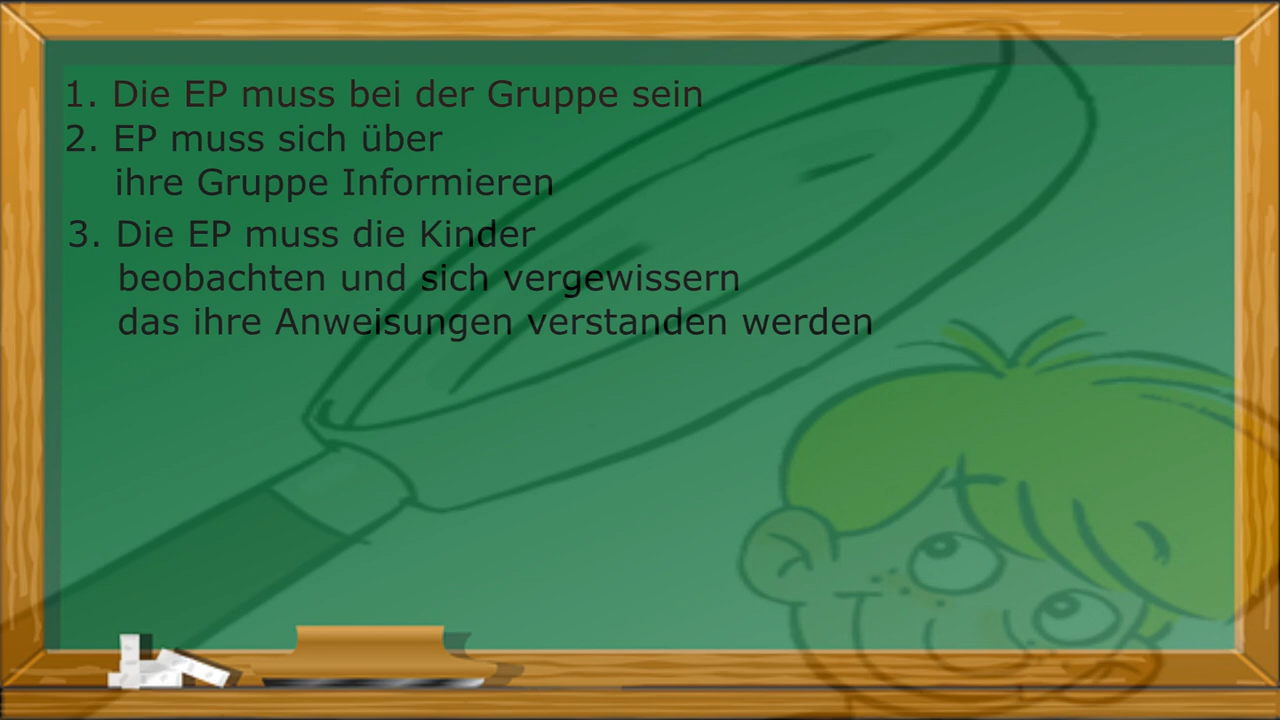 1. Die EP muss bei der Gruppe sein
2. EP muss sich über
ihre Gruppe Informieren
3. Die EP muss die Kinder
beobachten und sich vergewissern
das ihre Anweisungen verstanden werden